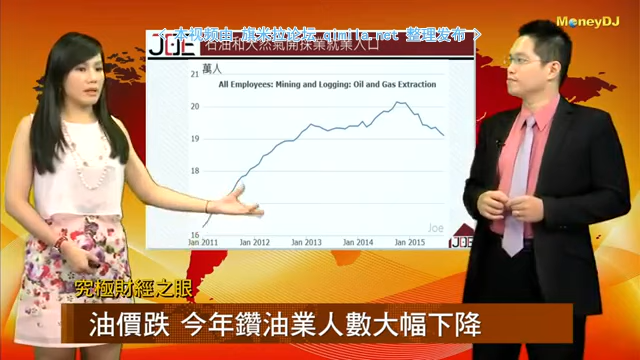 < 本视频由 旗米拉论坛 qimila.net 整理发布 >
MoneyDJ
JOE
石油和天然氣開採業就業人口
萬人
All Employees: Mining and Logging: Oil and Gas Extraction
21
20
19
18
16
Jan 2011 Jan 2012 Jan 2013 Jan 2014 Jan 2015
Joe
JOE
究極財經之眼
油價跌 今年鑽油業人數大幅下降